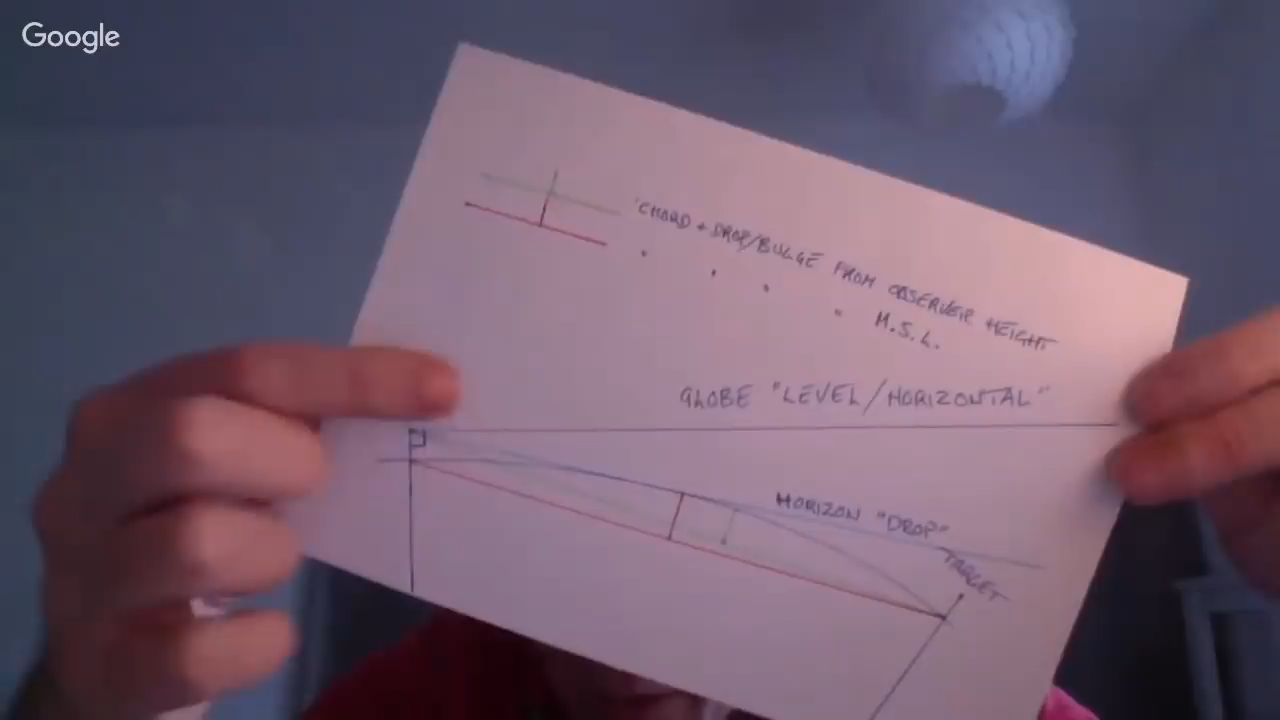 Google
"CHORD + DROP/BULGE FROM OBSERVER HEIGHT
" " " " M.S.L.
GLOBE "LEVEL/HORIZONTAL"
HORIZON "DROP"
TARGET